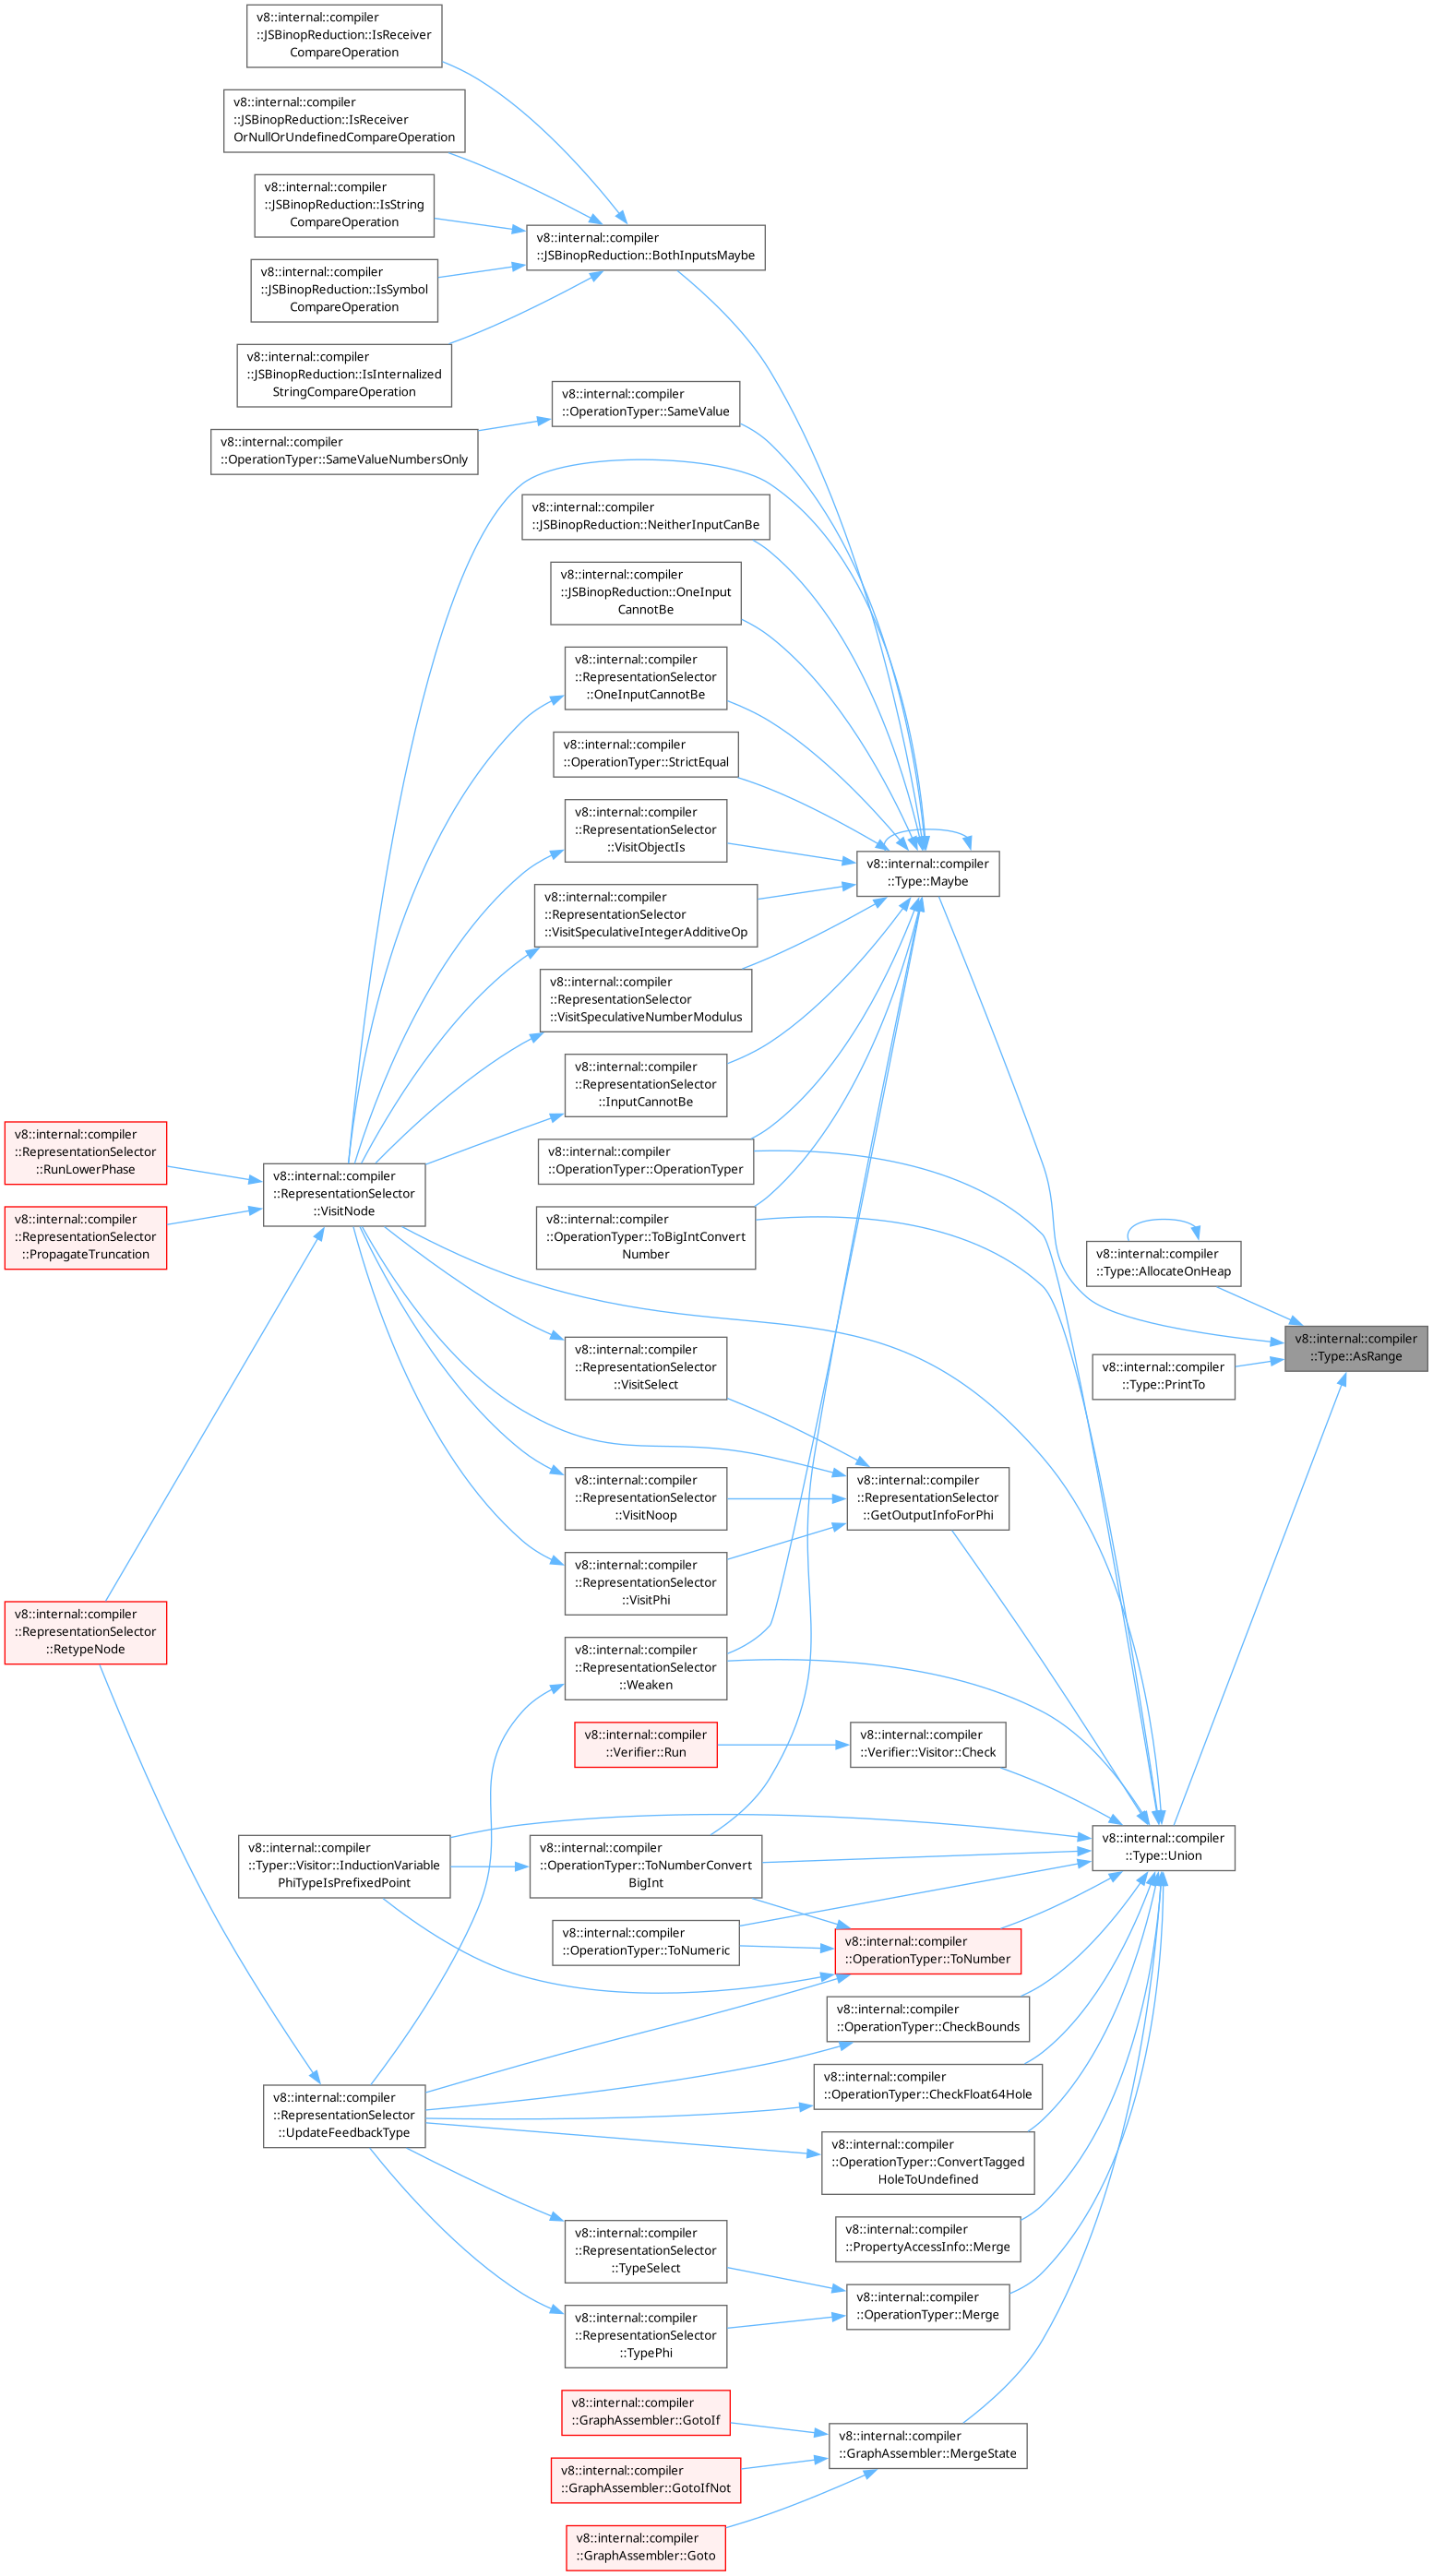 v8::internal::compiler
::JSBinopReduction::IsReceiver
CompareOperation
v8::internal::compiler
::JSBinopReduction::IsReceiver
OrNullOrUndefinedCompareOperation
v8::internal::compiler
::JSBinopReduction::IsString
CompareOperation
v8::internal::compiler
::JSBinopReduction::BothInputsMaybe
v8::internal::compiler
::JSBinopReduction::IsSymbol
CompareOperation
v8::internal::compiler
::JSBinopReduction::IsInternalized
StringCompareOperation
v8::internal::compiler
::OperationTyper::SameValue
v8::internal::compiler
::OperationTyper::SameValueNumbersOnly
v8::internal::compiler
::JSBinopReduction::NeitherInputCanBe
v8::internal::compiler
::JSBinopReduction::OneInput
CannotBe
v8::internal::compiler
::RepresentationSelector
::OneInputCannotBe
v8::internal::compiler
::OperationTyper::StrictEqual
v8::internal::compiler
::RepresentationSelector
::VisitObjectIs
v8::internal::compiler
::Type::Maybe
v8::internal::compiler
::RepresentationSelector
::VisitSpeculativeIntegerAdditiveOp
v8::internal::compiler
::RepresentationSelector
::VisitSpeculativeNumberModulus
v8::internal::compiler
::RepresentationSelector
::InputCannotBe
v8::internal::compiler
::RepresentationSelector
::RunLowerPhase
v8::internal::compiler
::OperationTyper::OperationTyper
v8::internal::compiler
::RepresentationSelector
::VisitNode
v8::internal::compiler
::RepresentationSelector
::PropagateTruncation
v8::internal::compiler
::OperationTyper::ToBigIntConvert
Number
v8::internal::compiler
::Type::AllocateOnHeap
v8::internal::compiler
::Type::AsRange
v8::internal::compiler
::RepresentationSelector
::VisitSelect
v8::internal::compiler
::Type::PrintTo
v8::internal::compiler
::RepresentationSelector
::VisitNoop
v8::internal::compiler
::RepresentationSelector
::GetOutputInfoForPhi
v8::internal::compiler
::RepresentationSelector
::VisitPhi
v8::internal::compiler
::RepresentationSelector
::RetypeNode
v8::internal::compiler
::RepresentationSelector
::Weaken
v8::internal::compiler
::Verifier::Run
v8::internal::compiler
::Verifier::Visitor::Check
v8::internal::compiler
::Type::Union
v8::internal::compiler
::Typer::Visitor::InductionVariable
PhiTypeIsPrefixedPoint
v8::internal::compiler
::OperationTyper::ToNumberConvert
BigInt
v8::internal::compiler
::OperationTyper::ToNumeric
v8::internal::compiler
::OperationTyper::ToNumber
v8::internal::compiler
::OperationTyper::CheckBounds
v8::internal::compiler
::OperationTyper::CheckFloat64Hole
v8::internal::compiler
::RepresentationSelector
::UpdateFeedbackType
v8::internal::compiler
::OperationTyper::ConvertTagged
HoleToUndefined
v8::internal::compiler
::PropertyAccessInfo::Merge
v8::internal::compiler
::RepresentationSelector
::TypeSelect
v8::internal::compiler
::OperationTyper::Merge
v8::internal::compiler
::RepresentationSelector
::TypePhi
v8::internal::compiler
::GraphAssembler::GotoIf
v8::internal::compiler
::GraphAssembler::MergeState
v8::internal::compiler
::GraphAssembler::GotoIfNot
v8::internal::compiler
::GraphAssembler::Goto